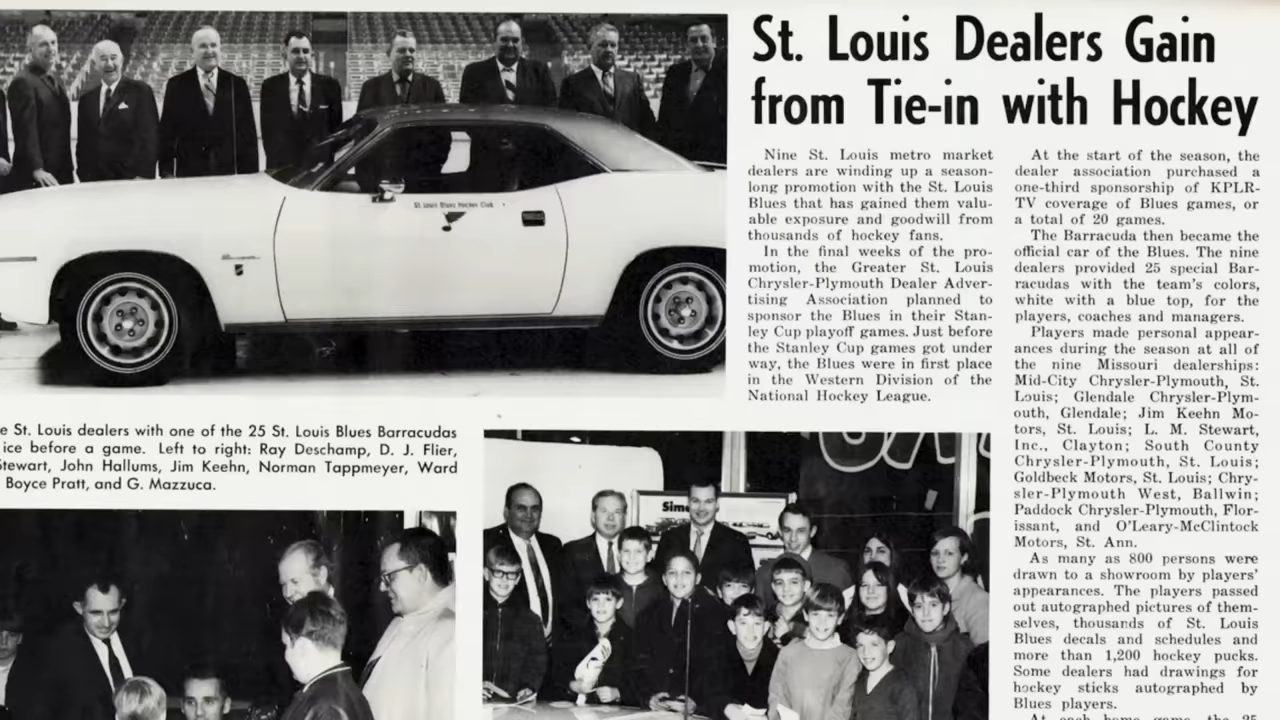 St. Louis Dealers Gain
from Tie-in with Hockey
St. Louis Blues Hockey Club
Nine St. Louis metro market
dealers are winding up a season-
long promotion with the St. Louis
Blues that has gained them valu-
able exposure and goodwill from
thousands of hockey fans.
In the final weeks of the pro-
motion, the Greater St. Louis
Chrysler-Plymouth Dealer Adver-
tising Association planned to
sponsor the Blues in their Stan-
ley Cup playoff games. Just before
the Stanley Cup games got under
way, the Blues were in first place
in the Western Division of the
National Hockey League.
At the start of the season, the
dealer association purchased a
one-third sponsorship of KPLR-
TV coverage of Blues games, or
a total of 20 games.
The Barracuda then became the
official car of the Blues. The nine
dealers provided 25 special Bar-
racudas with the team's colors,
white with a blue top, for the
players, coaches and managers.
Players made personal appear-
ances during the season at all of
the nine Missouri dealerships:
Mid-City Chrysler-Plymouth, St.
Louis; Glendale Chrysler-Plym-
outh, Glendale; Jim Keehn Mo-
tors, St. Louis; L. M. Stewart,
Inc., Clayton; South County
Chrysler-Plymouth, St. Louis;
Goldbeck Motors, St. Louis; Chry-
sler-Plymouth West, Ballwin;
Paddock Chrysler-Plymouth, Flor-
issant, and O'Leary-McClintock
Motors, St. Ann.
As many as 800 persons were
drawn to a showroom by players'
appearances. The players passed
out autographed pictures of them-
selves, thousands of St. Louis
Blues decals and schedules and
more than 1,200 hockey pucks.
Some dealers had drawings for
hockey sticks autographed by
Blues players.
At each home game, the 25
e St. Louis dealers with one of the 25 St. Louis Blues Barracudas
ice before a game. Left to right: Ray Deschamp, D. J. Flier,
Stewart, John Hallums, Jim Keehn, Norman Tappmeyer, Ward
Boyce Pratt, and G. Mazzuca.